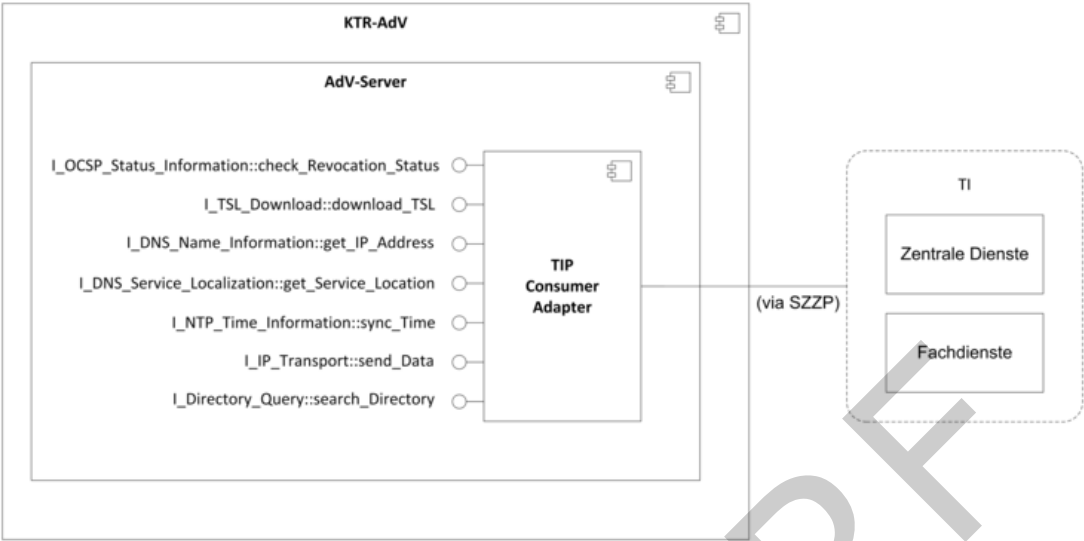 KTR-AdV
AdV-Server
I_OCSP_Status_Information::check_Revocation_Status
I_TSL_Download::download_TSL
I_DNS_Name_Information::get_IP_Address
I_DNS_Service_Localization::get_Service_Location
I_NTP_Time_Information::sync_Time
I_IP_Transport::send_Data
I_Directory_Query::search_Directory
TIP
Consumer
Adapter
(via SZZP)
TI
Zentrale Dienste
Fachdienste